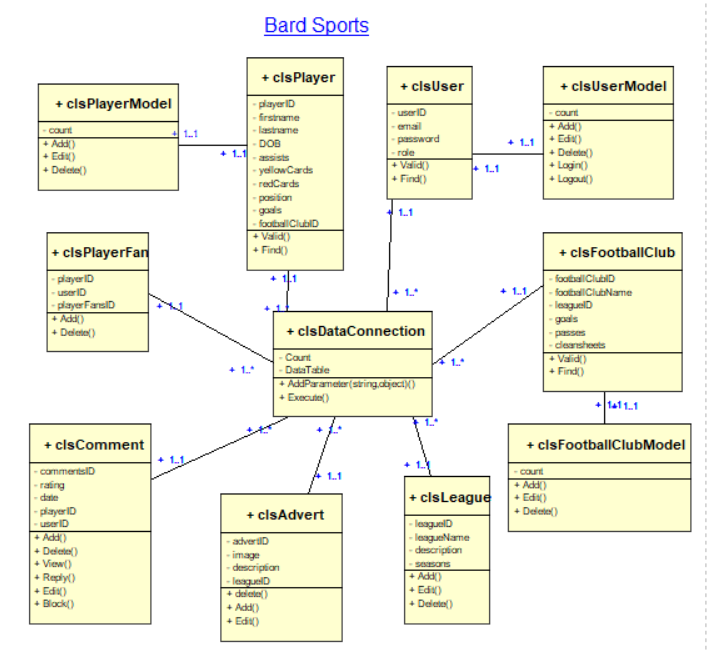 Bard Sports
+ clsPlayerModel
- count
+ Add()
+ Edit()
+ Delete()
+ 1..1
+ 1..1
+ clsPlayer
- playerID
- firstname
- lastname
- DOB
- assists
- yellowCards
- redCards
- position
- goals
- footballClubID
+ Valid()
+ Find()
+ clsUser
- userID
- email
- password
- role
+ Valid()
+ Find()
+ 1..1
+ 1..1
+ clsUserModel
- count
+ Add()
+ Edit()
+ Delete()
+ Login()
+ Logout()
+ 1..1
+ clsPlayerFan
- playerID
- userID
- playerFansID
+ Add()
+ Delete()
+ 1..1
+ 1..*
+ 1..1
+ 1..*
+ 1..*
+ clsDataConnection
- Count
- DataTable
+ AddParameter(string,object)()
+ Execute()
+ clsFootballClub
- footballClubID
- footballClubName
- leagueID
- goals
- passes
- cleansheets
+ Valid()
+ Find()
+ 1..1
+ 1..*
+ 1..1
+ 1..1
+ clsFootballClubModel
- count
+ Add()
+ Edit()
+ Delete()
+ clsComment
- commentsID
- rating
- date
- playerID
- userID
+ Add()
+ Delete()
+ View()
+ Reply()
+ Edit()
+ Block()
+ 1..1
+ 1..*
+ 1..*
+ 1..1
+ clsAdvert
- advertID
- image
- description
- leagueID
+ delete()
+ Add()
+ Edit()
+ 1..*
+ 1..1
+ clsLeague
- leagueID
- leagueName
- description
- seasons
+ Add()
+ Edit()
+ Delete()